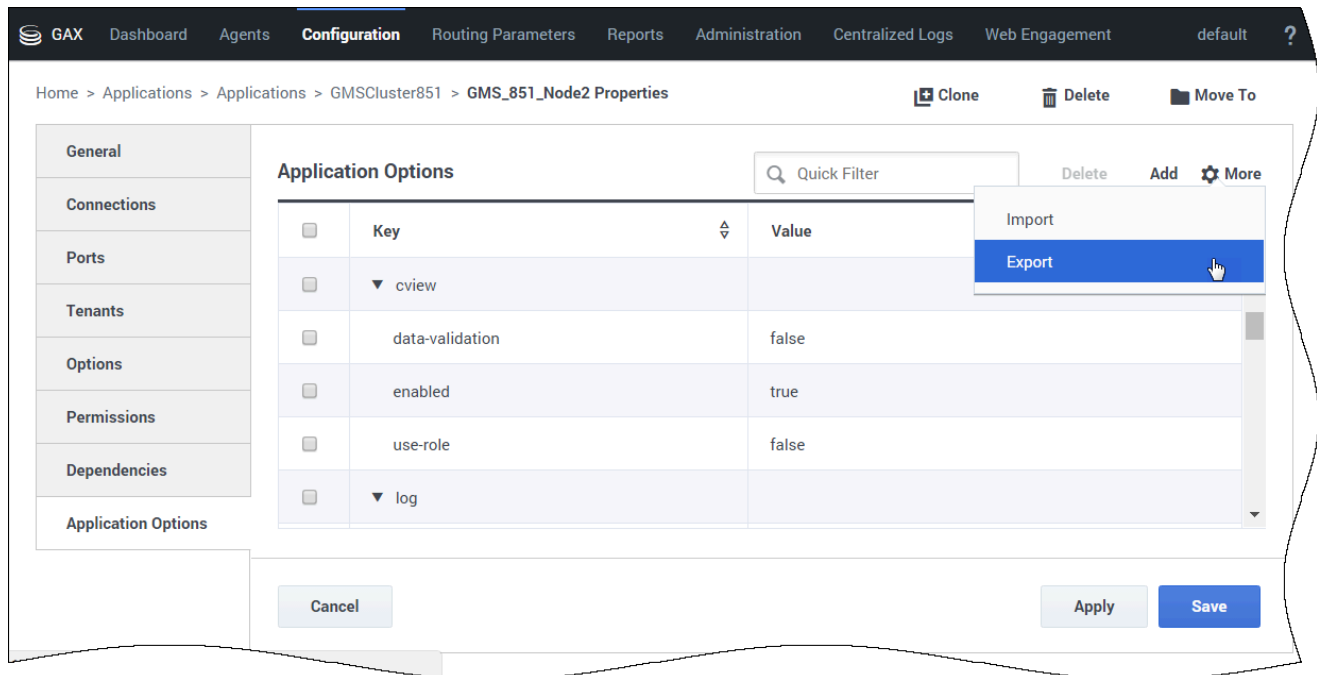 GAX Dashboard Agents Configuration Routing Parameters Reports Administration Centralized Logs Web Engagement default ?
Home > Applications > Applications > GMSCluster851 > GMS_851_Node2 Properties Clone Delete Move To
General
Application Options Quick Filter Delete Add More
Connections
Import
Key Value
Ports
Export
cview
Tenants
data-validation false
Options
enabled true
Permissions
use-role false
Dependencies
log
Application Options
Cancel Apply Save